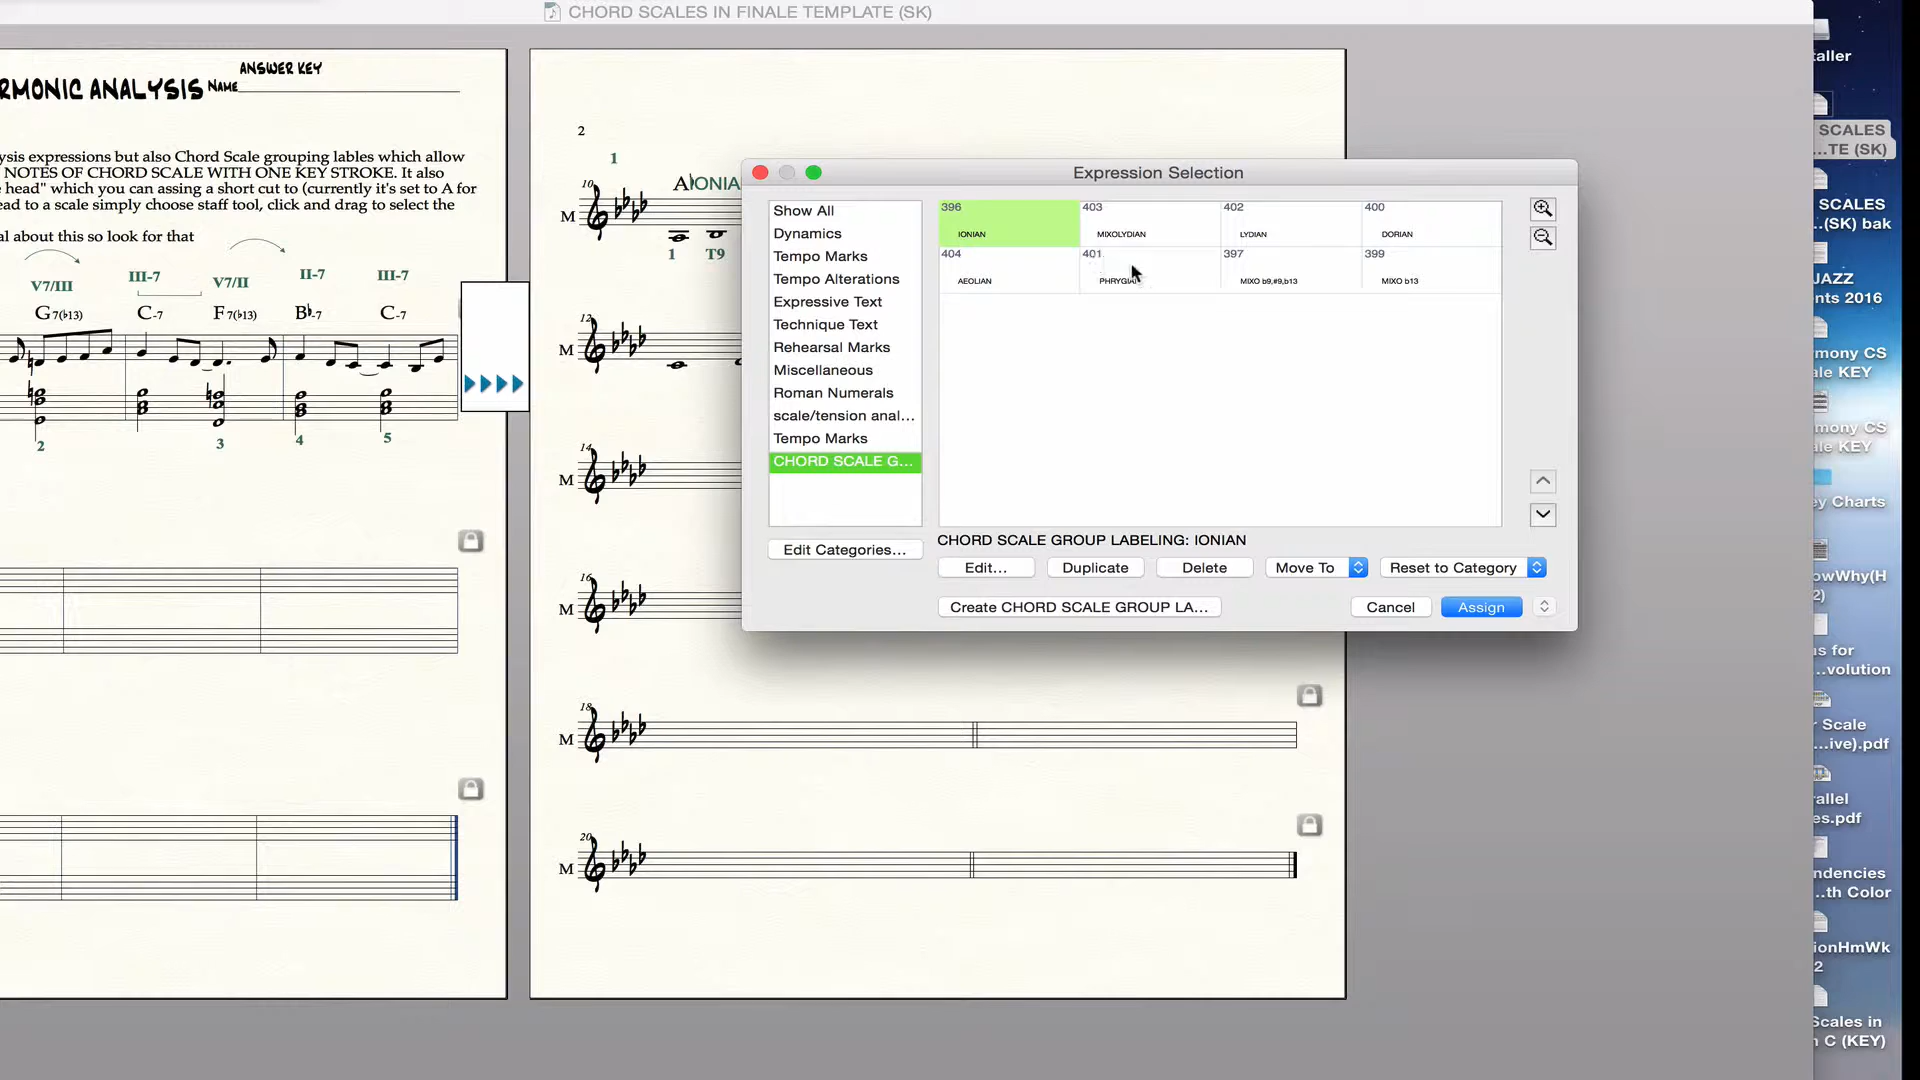 CHORD SCALES IN FINALE TEMPLATE (SK)
ANSWER KEY
RMONIC ANALYSIS NAME
ysis expressions but also Chord Scale grouping lables which allow
NOTES OF CHORD SCALE WITH ONE KEY STROKE. It also
e head" which you can assing a short cut to (currently it's set to A for
ead to a scale simply choose staff tool, click and drag to select the
al about this so look for that
V7/III III-7 V7/II II-7 III-7
G7(♭13) C-7 F7(♭13) B♭-7 C-7
2 3 4 5
2
1
10 A♭IONIA
M
1 T9
12
M
14
M
16
M
18
M
20
M
Expression Selection
Show All
Dynamics
Tempo Marks
Tempo Alterations
Expressive Text
Technique Text
Rehearsal Marks
Miscellaneous
Roman Numerals
scale/tension anal...
Tempo Marks
CHORD SCALE G...
Edit Categories...
396 403 402 400
IONIAN MIXOLYDIAN LYDIAN DORIAN
404 401 397 399
AEOLIAN PHRYGIA MIXO b9,#9,b13 MIXO b13
CHORD SCALE GROUP LABELING: IONIAN
Edit... Duplicate Delete Move To Reset to Category
Create CHORD SCALE GROUP LA... Cancel Assign
taller
SCALES
...TE (SK)
SCALES
...(SK) bak
JAZZ
nts 2016
mony CS
ale KEY
mony CS
ale KEY
ey Charts
owWhy(H
2)
as for
...volution
r Scale
...ive).pdf
rallel
es.pdf
ndencies
...th Color
ionHmWk
2
Scales in
n C (KEY)